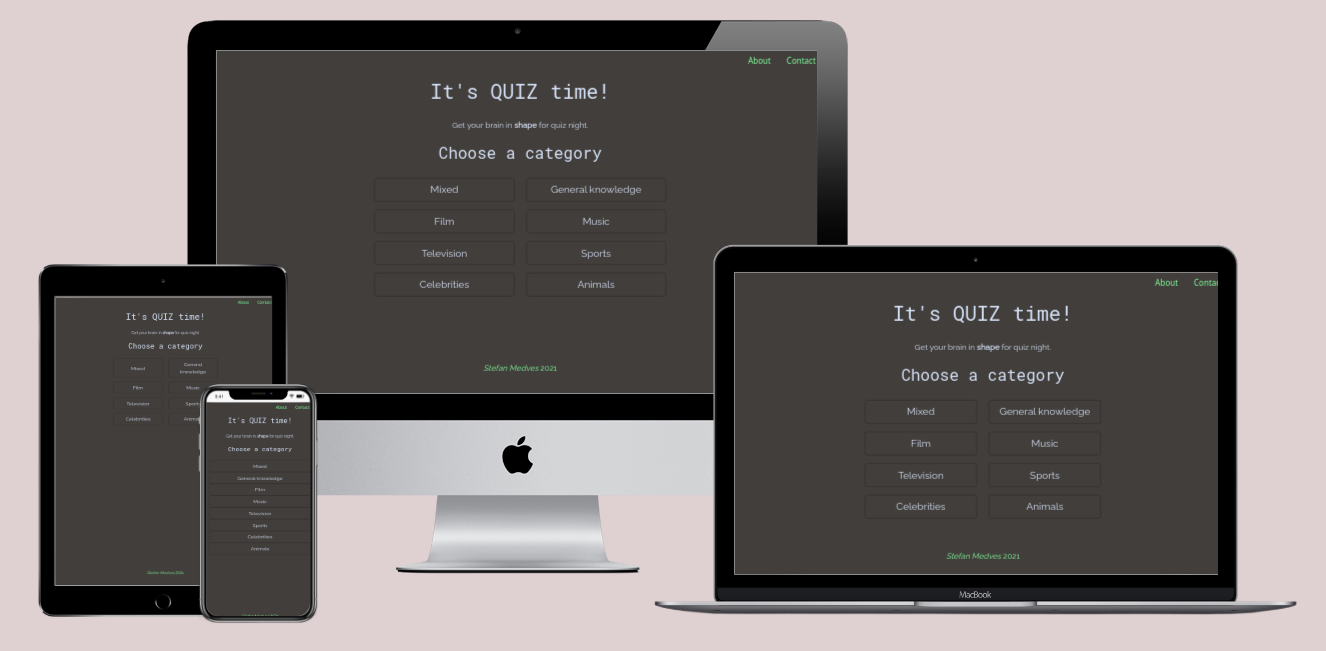 About Contact
It's QUIZ time!
Get your brain in shape for quiz night.
Choose a category
Mixed General knowledge
Film Music
Television Sports
Celebrities Animals
Stefan Medves 2021
About Contac
It's QUIZ time!
Get your brain in shape for quiz night.
Choose a category
Mixed General knowledge
Film Music
Television Sports
Celebrities Animals
Stefan Medves 2021
MacBook
About Contact
It's QUIZ time!
Get your brain in shape for quiz night.
Choose a category
Mixed General
knowledge
Film Music
Television Sports
Celebrities Anima
Stefan Medves 2021
About Contact
It's QUIZ time!
Get your brain in shape for quiz night.
Choose a category
Mixed
General knowledge
Film
Music
Television
Sports
Celebrities
Animals